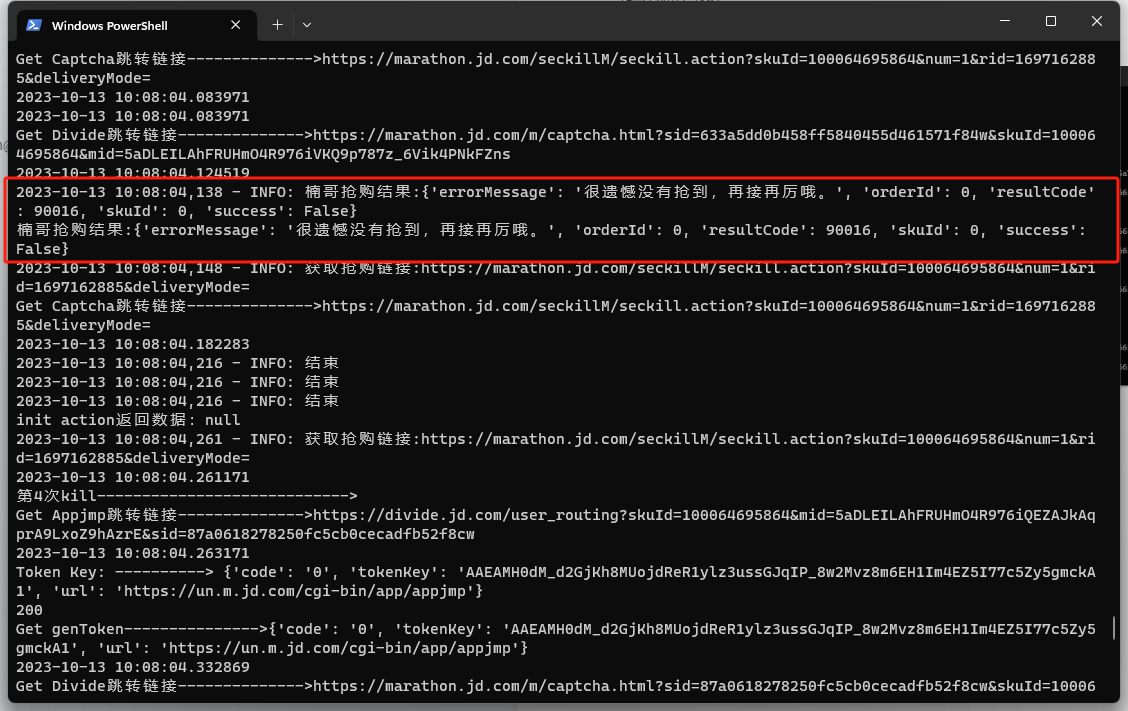 Windows PowerShell
Get Captcha跳转链接-------------->https://marathon.jd.com/seckillM/seckill.action?skuId=100064695864&num=1&rid=169716288
5&deliveryMode=
2023-10-13 10:08:04.083971
2023-10-13 10:08:04.083971
Get Divide跳转链接-------------->https://marathon.jd.com/m/captcha.html?sid=633a5dd0b458ff5840455d461571f84w&skuId=10006
4695864&mid=5aDLEILAhFRUHmO4R976iVKQ9p787z_6Vik4PNkFZns
2023-10-13 10:08:04.124519
2023-10-13 10:08:04,138 - INFO: 楠哥抢购结果:{'errorMessage': '很遗憾没有抢到，再接再厉哦。', 'orderId': 0, 'resultCode'
: 90016, 'skuId': 0, 'success': False}
楠哥抢购结果:{'errorMessage': '很遗憾没有抢到，再接再厉哦。', 'orderId': 0, 'resultCode': 90016, 'skuId': 0, 'success':
False}
2023-10-13 10:08:04,148 - INFO: 获取抢购链接:https://marathon.jd.com/seckillM/seckill.action?skuId=100064695864&num=1&ri
d=1697162885&deliveryMode=
Get Captcha跳转链接-------------->https://marathon.jd.com/seckillM/seckill.action?skuId=100064695864&num=1&rid=169716288
5&deliveryMode=
2023-10-13 10:08:04.182283
2023-10-13 10:08:04,216 - INFO: 结束
2023-10-13 10:08:04,216 - INFO: 结束
2023-10-13 10:08:04,216 - INFO: 结束
init action返回数据: null
2023-10-13 10:08:04,261 - INFO: 获取抢购链接:https://marathon.jd.com/seckillM/seckill.action?skuId=100064695864&num=1&ri
d=1697162885&deliveryMode=
2023-10-13 10:08:04.261171
第4次kill---------------------------->
Get Appjmp跳转链接-------------->https://divide.jd.com/user_routing?skuId=100064695864&mid=5aDLEILAhFRUHmO4R976iQEZAJkAq
prA9LxoZ9hAzrE&sid=87a0618278250fc5cb0cecadfb52f8cw
2023-10-13 10:08:04.263171
Token Key: ----------> {'code': '0', 'tokenKey': 'AAEAMH0dM_d2GjKh8MUojdReR1ylz3ussGJqIP_8w2Mvz8m6EH1Im4EZ5I77c5Zy5gmckA
1', 'url': 'https://un.m.jd.com/cgi-bin/app/appjmp'}
200
Get genToken--------------->{'code': '0', 'tokenKey': 'AAEAMH0dM_d2GjKh8MUojdReR1ylz3ussGJqIP_8w2Mvz8m6EH1Im4EZ5I77c5Zy5
gmckA1', 'url': 'https://un.m.jd.com/cgi-bin/app/appjmp'}
2023-10-13 10:08:04.332869
Get Divide跳转链接-------------->https://marathon.jd.com/m/captcha.html?sid=87a0618278250fc5cb0cecadfb52f8cw&skuId=10006